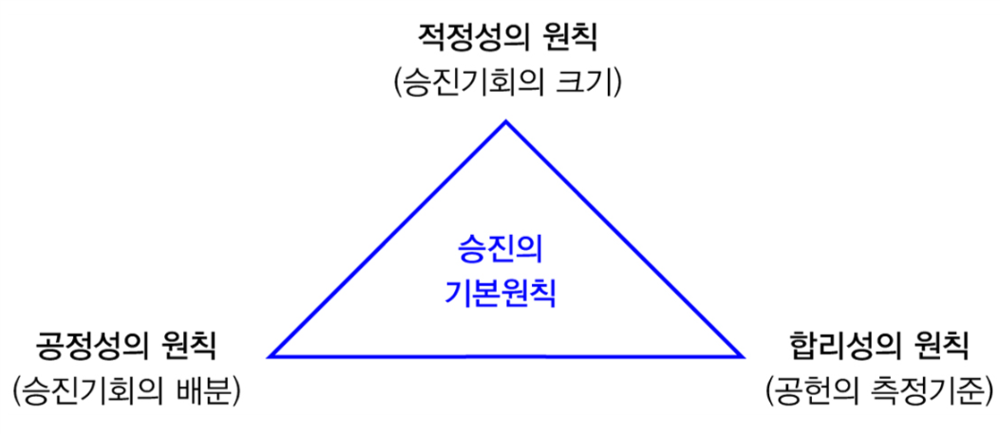 적정성의 원칙
(승진기회의 크기)
승진의
기본원칙
공정성의 원칙
(승진기회의 배분)
합리성의 원칙
(공헌의 측정기준)